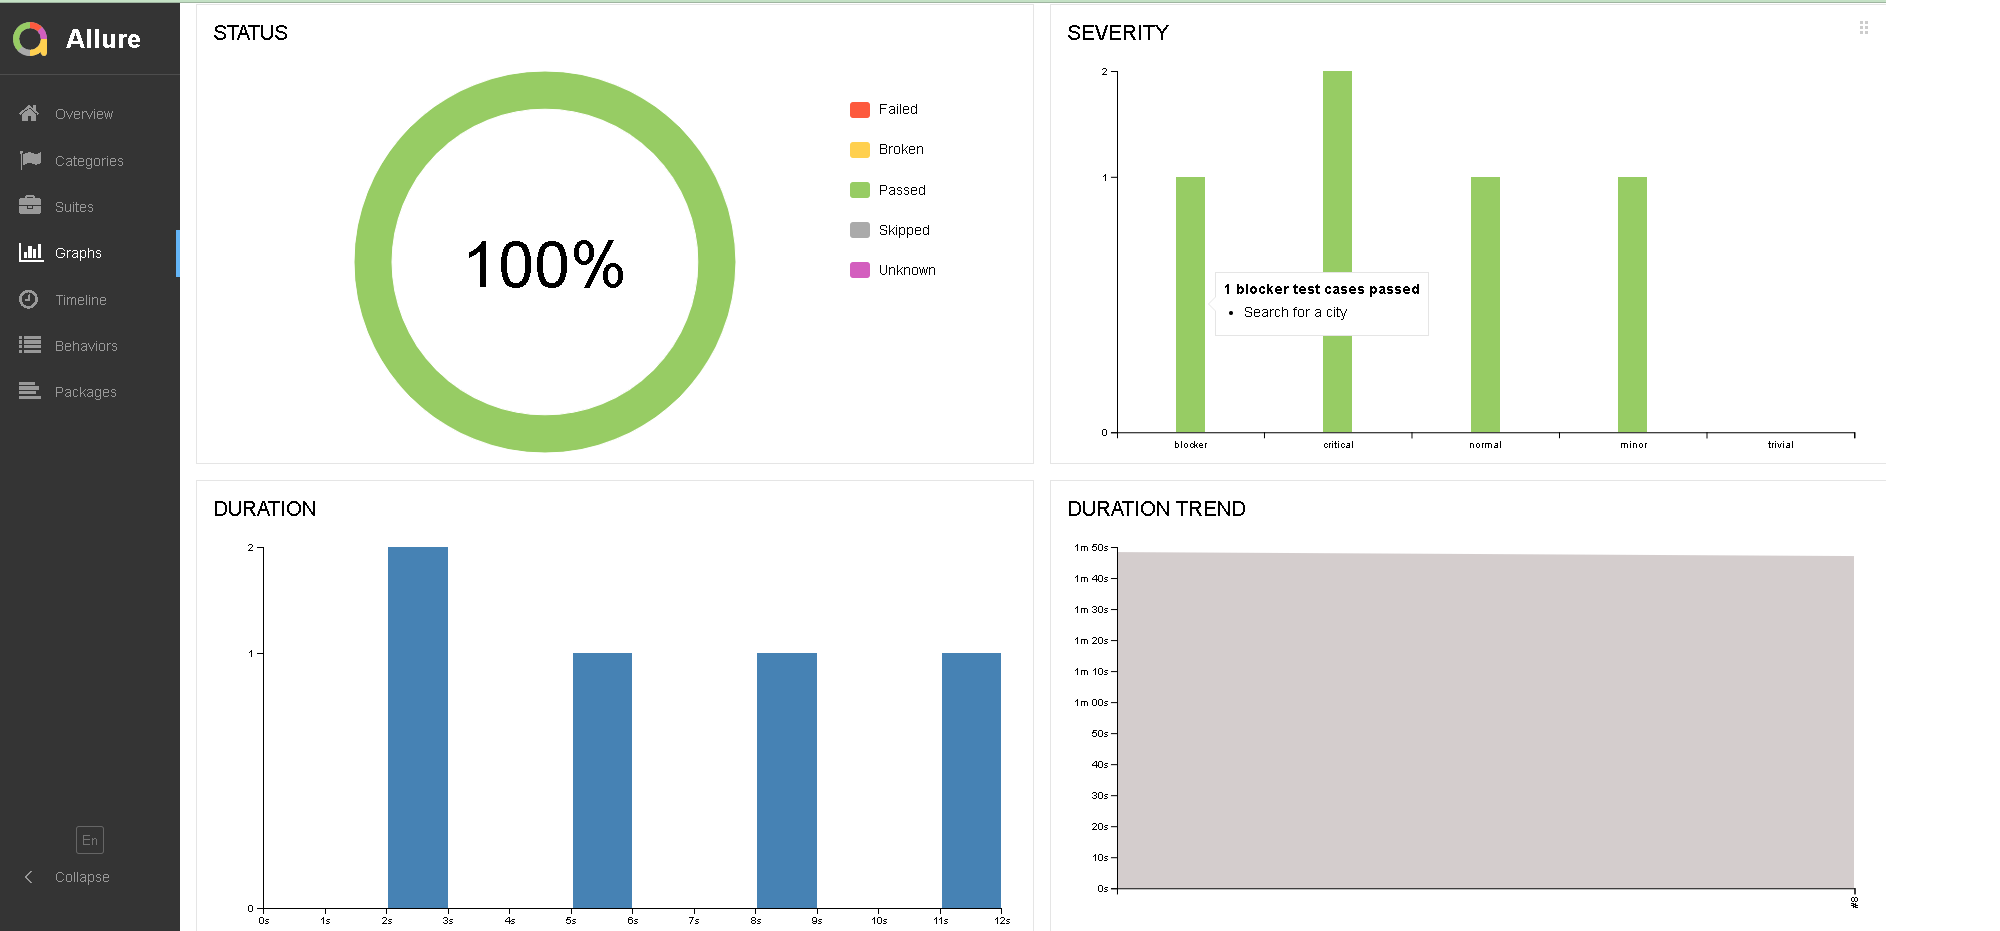 Allure
Overview
Categories
Suites
Graphs
Timeline
Behaviors
Packages
En
Collapse
STATUS
100%
Failed
Broken
Passed
Skipped
Unknown
SEVERITY
2
1
0
blocker critical normal minor trivial
1 blocker test cases passed
• Search for a city
DURATION
2
1
0
0s 1s 2s 3s 4s 5s 6s 7s 8s 9s 10s 11s 12s
DURATION TREND
1m 50s
1m 40s
1m 30s
1m 20s
1m 10s
1m 00s
50s
40s
30s
20s
10s
0s
#8